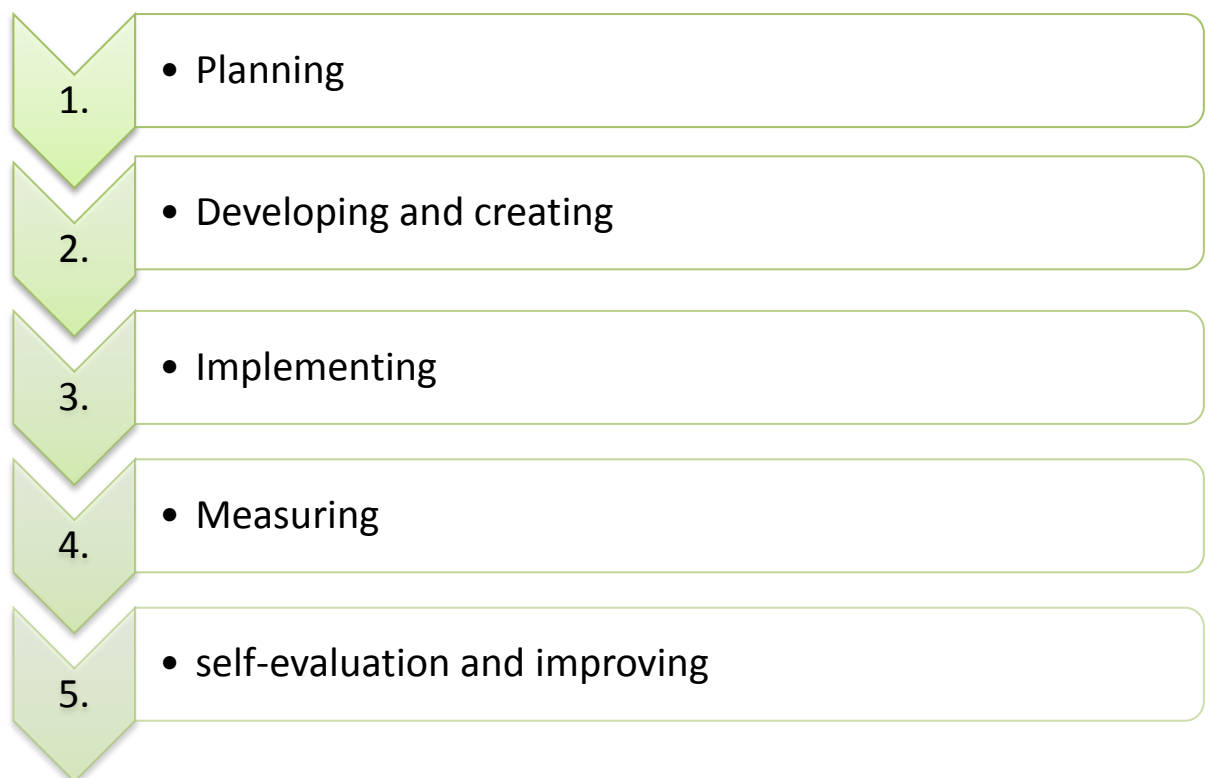 1. • Planning
2. • Developing and creating
3. • Implementing
4. • Measuring
5. • self-evaluation and improving